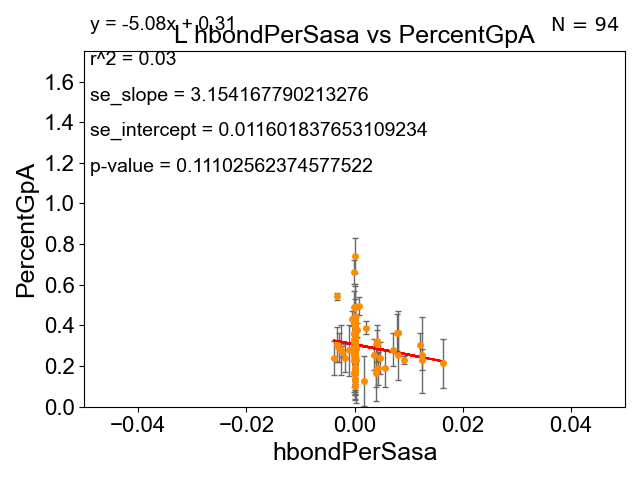 y = -5.08x + 0.31
N = 94
L hbondPerSasa vs PercentGpA
r^2 = 0.03
se_slope = 3.154167790213276
se_intercept = 0.011601837653109234
p-value = 0.11102562374577522
PercentGpA
1.6
1.4
1.2
1.0
0.8
0.6
0.4
0.2
0.0
−0.04 −0.02 0.00 0.02 0.04
hbondPerSasa